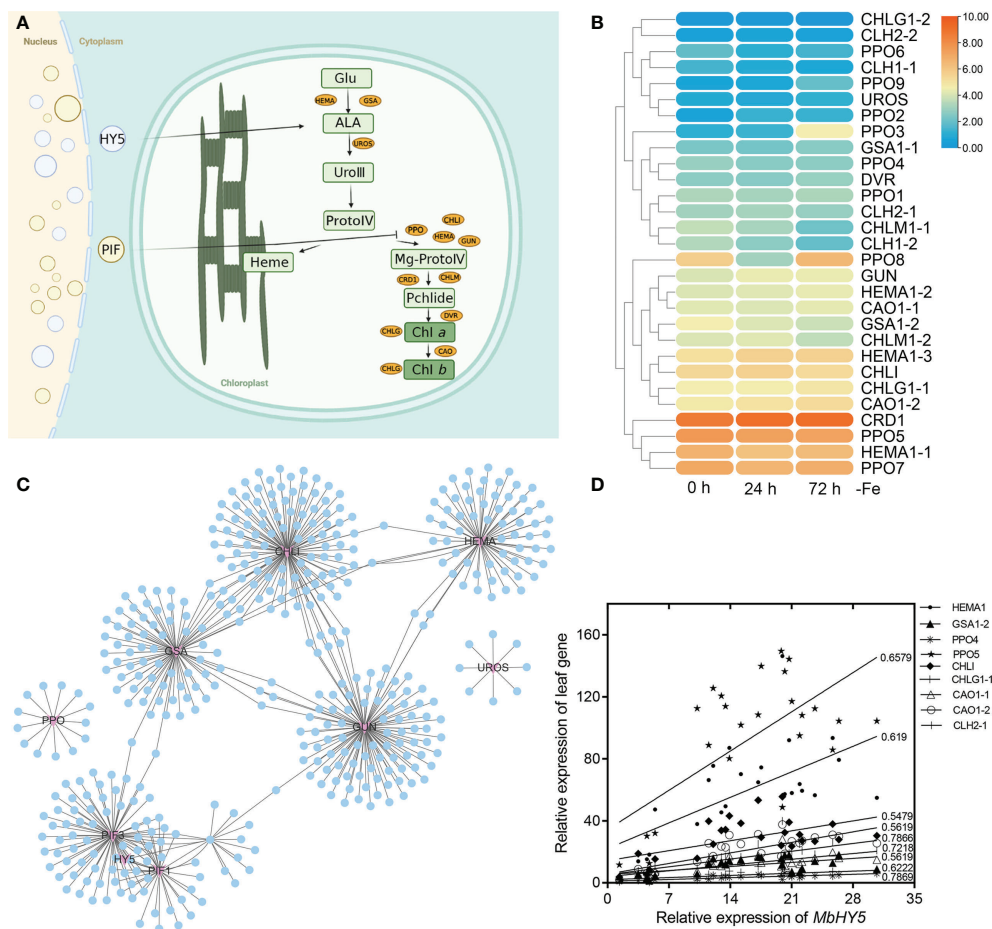 A
Nucleus
Cytoplasm
HY5
PIF
Glu
HEMA
GSA
ALA
UROS
UroIII
ProtoIV
CHLI
PPO
HEMA
GUN
Heme
Mg-ProtoIV
CRD1
CHLM
Pchlide
DVR
CHLG
Chl a
CAO
CHLG
Chl b
Chloroplast
B
CHLG1-2
CLH2-2
PPO6
CLH1-1
PPO9
UROS
PPO2
PPO3
GSA1-1
PPO4
DVR
PPO1
CLH2-1
CHLM1-1
CLH1-2
PPO8
GUN
HEMA1-2
CAO1-1
GSA1-2
CHLM1-2
HEMA1-3
CHLI
CHLG1-1
CAO1-2
CRD1
PPO5
HEMA1-1
PPO7
0 h
24 h
72 h
-Fe
10.00
8.00
6.00
4.00
2.00
0.00
C
CHLI
HEMA
GSA
UROS
PPO
GUN
PIF3
HY5
PIF1
D
Relative expression of leaf gene
160
120
80
40
0
0
7
14
21
28
35
Relative expression of MbHY5
0.6579
0.619
0.5479
0.5619
0.7866
0.7218
0.5619
0.6222
0.7869
HEMA1
GSA1-2
PPO4
PPO5
CHLI
CHLG1-1
CAO1-1
CAO1-2
CLH2-1